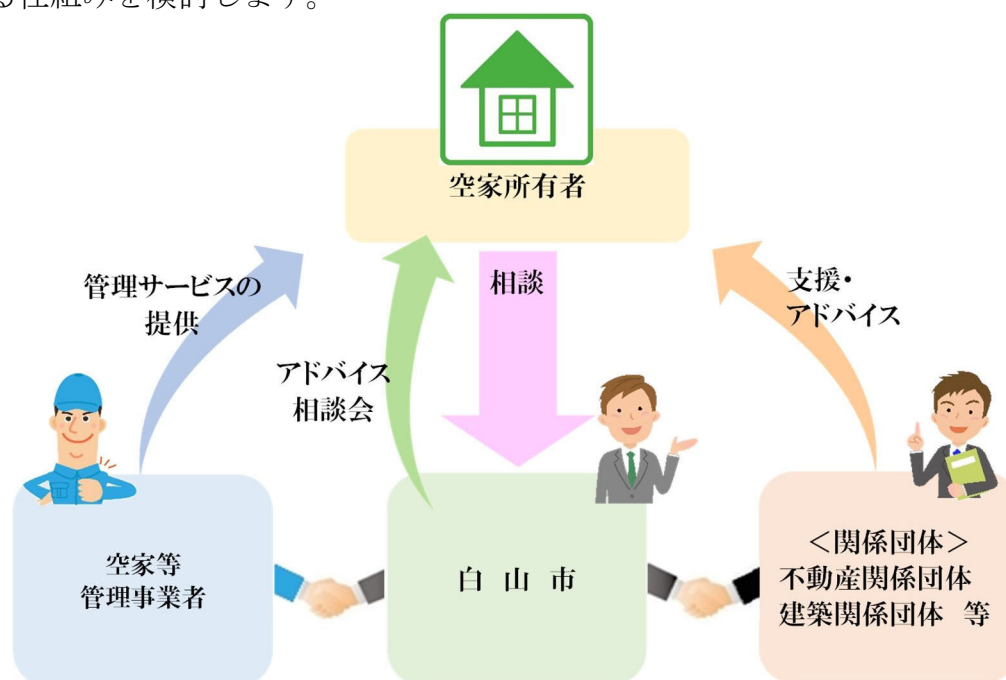 る仕組みを検討します。
空家所有者
管理サービスの
提供
アドバイス
相談会
相談
支援・
アドバイス
空家等
管理事業者
白 山 市
＜関係団体＞
不動産関係団体
建築関係団体 等